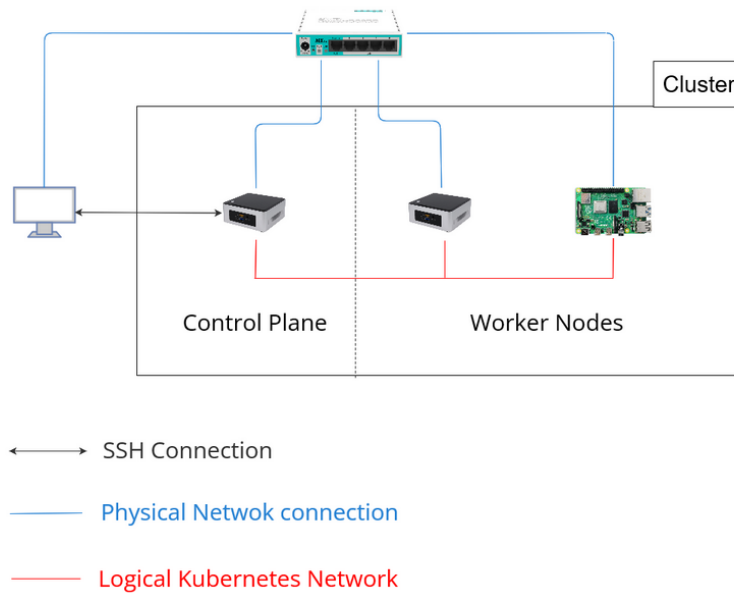 Cluster
Control Plane
Worker Nodes
SSH Connection
Physical Netwok connection
Logical Kubernetes Network